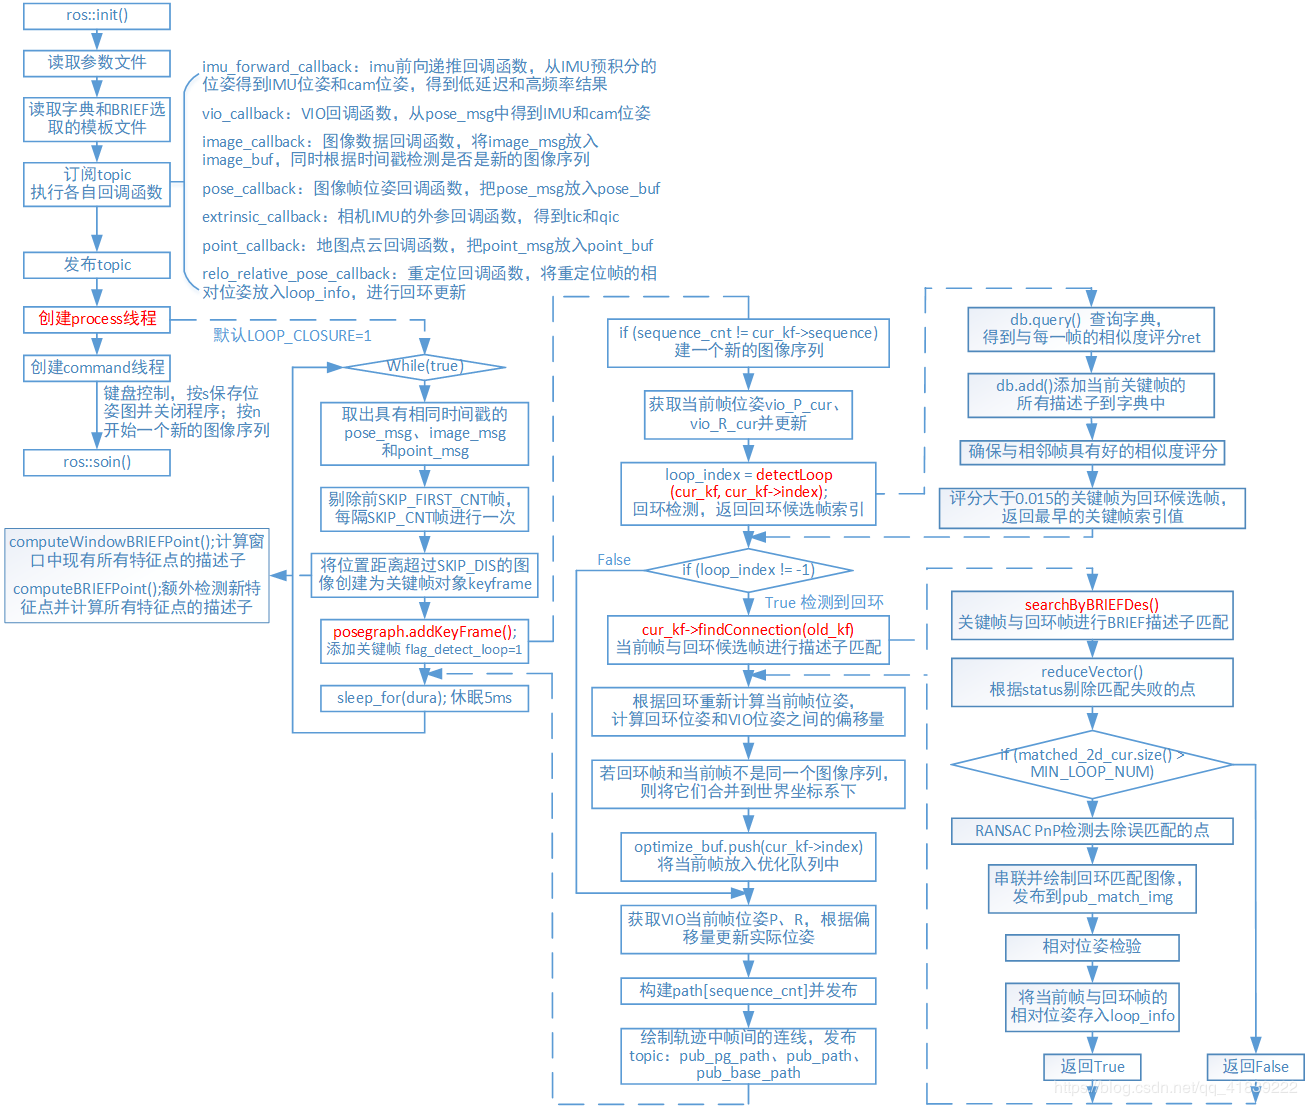 ros::init()
读取参数文件
读取字典和BRIEF选
取的模板文件
订阅topic
执行各自回调函数
发布topic
创建process线程
创建command线程
键盘控制，按s保存位
姿图并关闭程序；按n
开始一个新的图像序列
ros::soin()
imu_forward_callback：imu前向递推回调函数，从IMU预积分的
位姿得到IMU位姿和cam位姿，得到低延迟和高频率结果
vio_callback：VIO回调函数，从pose_msg中得到IMU和cam位姿
image_callback：图像数据回调函数，将image_msg放入
image_buf，同时根据时间戳检测是否是新的图像序列
pose_callback：图像帧位姿回调函数，把pose_msg放入pose_buf
extrinsic_callback：相机IMU的外参回调函数，得到tic和qic
point_callback：地图点云回调函数，把point_msg放入point_buf
relo_relative_pose_callback：重定位回调函数，将重定位帧的相
对位姿放入loop_info，进行回环更新
默认LOOP_CLOSURE=1
While(true)
取出具有相同时间戳的
pose_msg、image_msg
和point_msg
剔除前SKIP_FIRST_CNT帧，
每隔SKIP_CNT帧进行一次
将位置距离超过SKIP_DIS的图
像创建为关键帧对象keyframe
computeWindowBRIEFPoint();计算窗
口中现有所有特征点的描述子
computeBRIEFPoint();额外检测新特
征点并计算所有特征点的描述子
posegraph.addKeyFrame();
添加关键帧 flag_detect_loop=1
sleep_for(dura); 休眠5ms
if (sequence_cnt != cur_kf->sequence)
建一个新的图像序列
获取当前帧位姿vio_P_cur、
vio_R_cur并更新
loop_index = detectLoop
(cur_kf, cur_kf->index);
回环检测，返回回环候选帧索引
False
if (loop_index != -1)
True 检测到回环
cur_kf->findConnection(old_kf)
当前帧与回环候选帧进行描述子匹配
根据回环重新计算当前帧位姿，
计算回环位姿和VIO位姿之间的偏移量
若回环帧和当前帧不是同一个图像序列，
则将它们合并到世界坐标系下
optimize_buf.push(cur_kf->index)
将当前帧放入优化队列中
获取VIO当前帧位姿P、R，根据偏
移量更新实际位姿
构建path[sequence_cnt]并发布
绘制轨迹中帧间的连线，发布
topic：pub_pg_path、pub_path、
pub_base_path
db.query() 查询字典，
得到与每一帧的相似度评分ret
db.add()添加当前关键帧的
所有描述子到字典中
确保与相邻帧具有好的相似度评分
评分大于0.015的关键帧为回环候选帧，
返回最早的关键帧索引值
searchByBRIEFDes()
关键帧与回环帧进行BRIEF描述子匹配
reduceVector()
根据status剔除匹配失败的点
if (matched_2d_cur.size() >
MIN_LOOP_NUM)
RANSAC PnP检测去除误匹配的点
串联并绘制回环匹配图像，
发布到pub_match_img
相对位姿检验
将当前帧与回环帧的
相对位姿存入loop_info
返回True
返回False